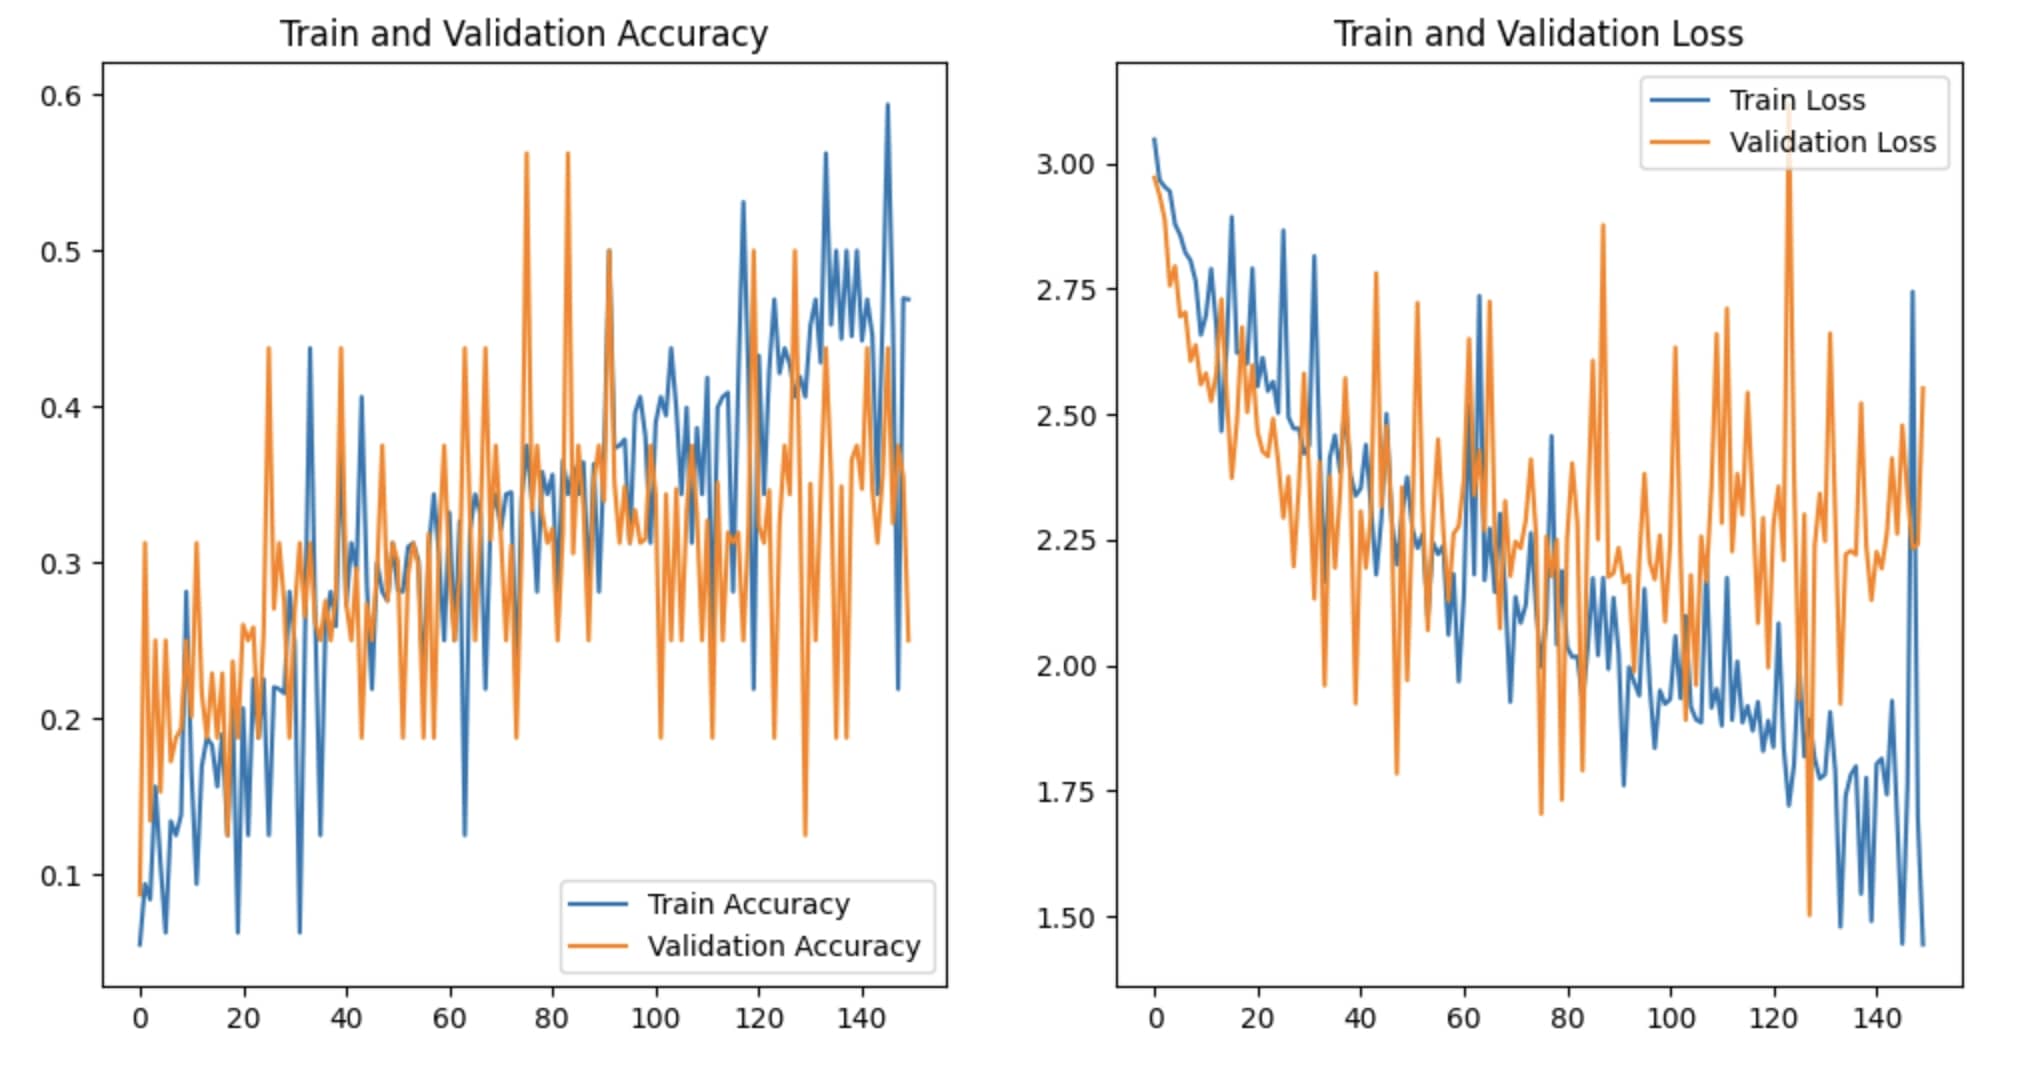 Train and Validation Accuracy
0.6
0.5
0.4
0.3
0.2
0.1
Train Accuracy
Validation Accuracy
0 20 40 60 80 100 120 140
Train and Validation Loss
Train Loss
Validation Loss
3.00
2.75
2.50
2.25
2.00
1.75
1.50
0 20 40 60 80 100 120 140